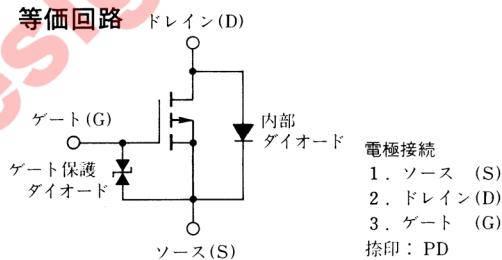 等価回路
ドレイン(D)
ゲート(G)
内部
ダイオード
ゲート保護
ダイオード
ソース(S)
電極接続
1. ソース (S)
2. ドレイン(D)
3. ゲート (G)
捺印: PD